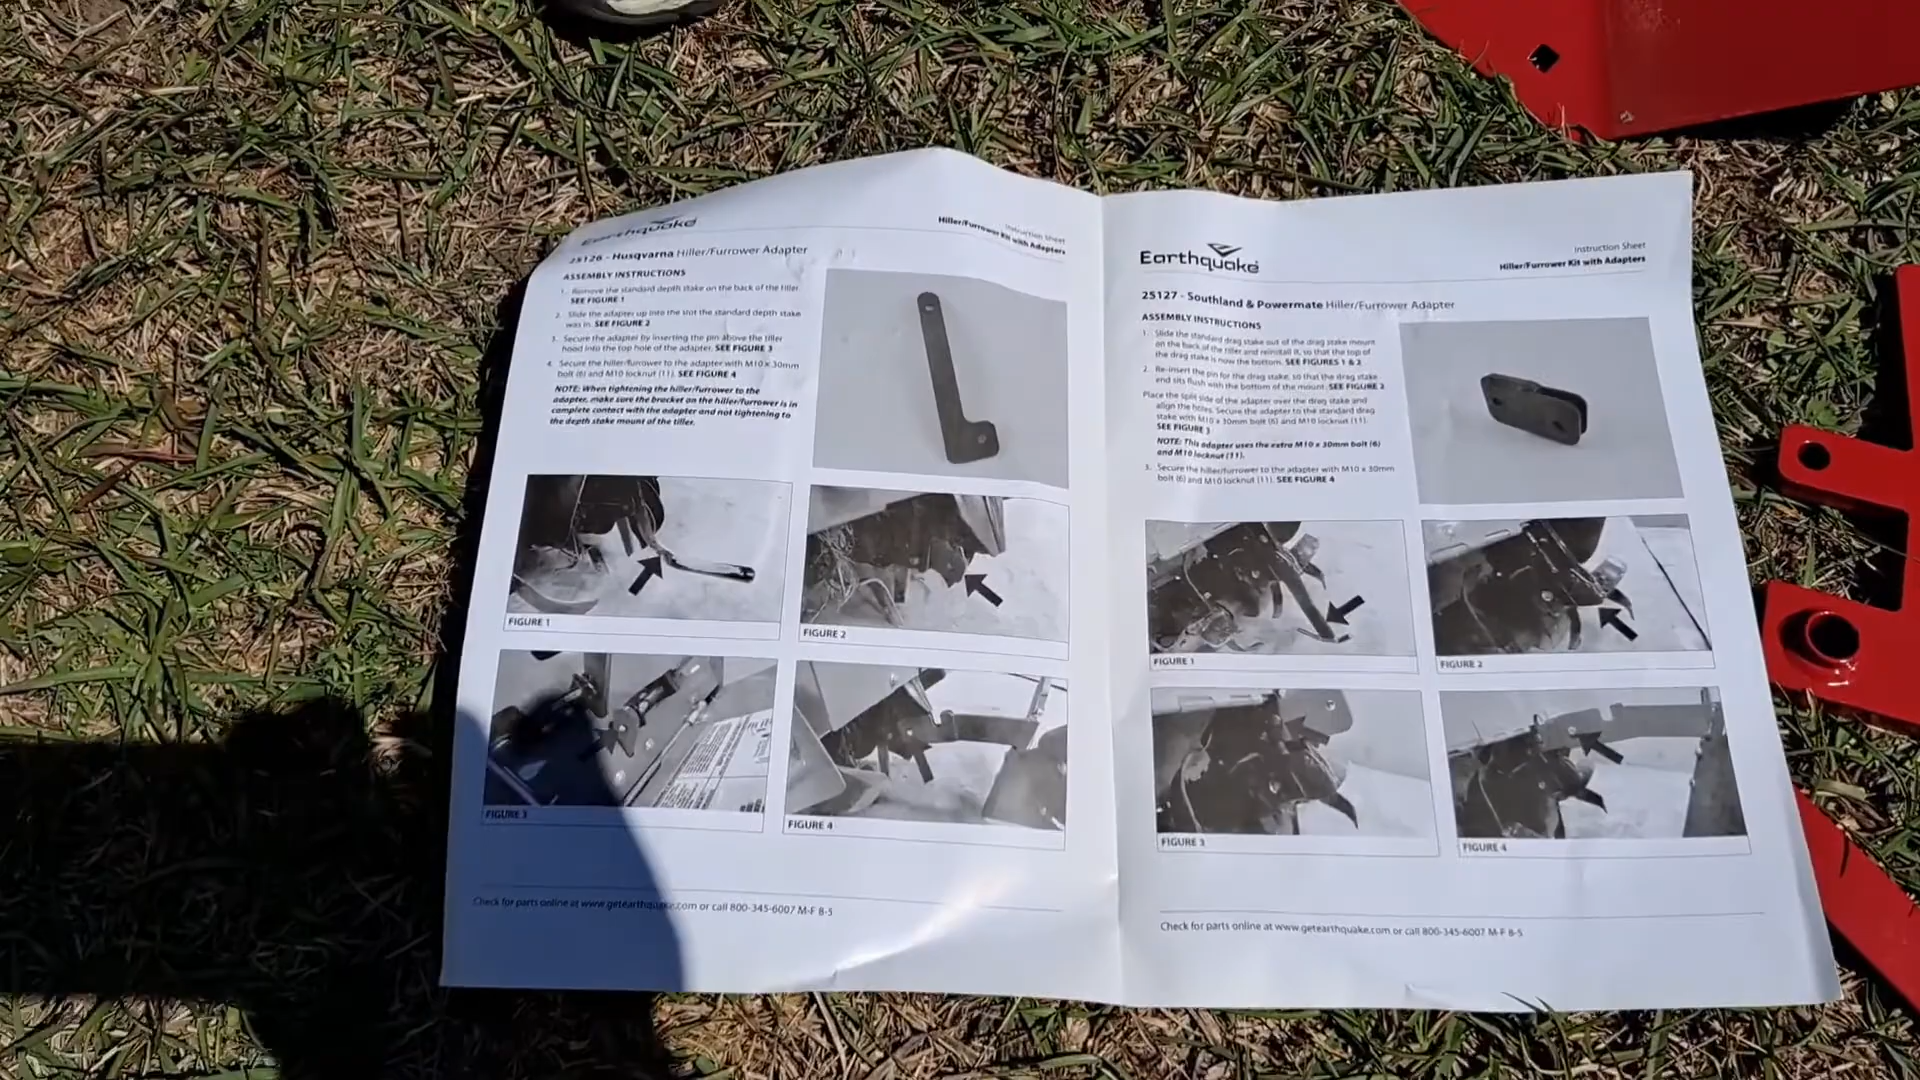 Earthquake
Instruction Sheet
Hiller/Furrower Kit with Adapters
25126 - Husqvarna Hiller/Furrower Adapter
ASSEMBLY INSTRUCTIONS
1. Remove the standard depth stake on the back of the tiller.
SEE FIGURE 1
2. Slide the adapter up into the slot the standard depth stake
was in. SEE FIGURE 2
3. Secure the adapter by inserting the pin above the tiller
hood into the top hole of the adapter. SEE FIGURE 3
4. Secure the hiller/furrower to the adapter with M10 x 30mm
bolt (6) and M10 locknut (11). SEE FIGURE 4
NOTE: When tightening the hiller/furrower to the
adapter, make sure the bracket on the hiller/furrower is in
complete contact with the adapter and not tightening to
the depth stake mount of the tiller.
FIGURE 1
FIGURE 2
FIGURE 3
FIGURE 4
Check for parts online at www.getearthquake.com or call 800-345-6007 M-F 8-5
Earthquake
Instruction Sheet
Hiller/Furrower Kit with Adapters
25127 - Southland & Powermate Hiller/Furrower Adapter
ASSEMBLY INSTRUCTIONS
1. Slide the standard drag stake out of the drag stake mount
on the back of the tiller and reinstall it, so that the top of
the drag stake is now the bottom. SEE FIGURES 1 & 2
2. Re-insert the pin for the drag stake, so that the drag stake
end sits flush with the bottom of the mount. SEE FIGURE 2
Place the split side of the adapter over the drag stake and
align the holes. Secure the adapter to the standard drag
stake with M10 x 30mm bolt (6) and M10 locknut (11).
SEE FIGURE 3
NOTE: This adapter uses the extra M10 x 30mm bolt (6)
and M10 locknut (11).
3. Secure the hiller/furrower to the adapter with M10 x 30mm
bolt (6) and M10 locknut (11). SEE FIGURE 4
FIGURE 1
FIGURE 2
FIGURE 3
FIGURE 4
Check for parts online at www.getearthquake.com or call 800-345-6007 M-F 8-5